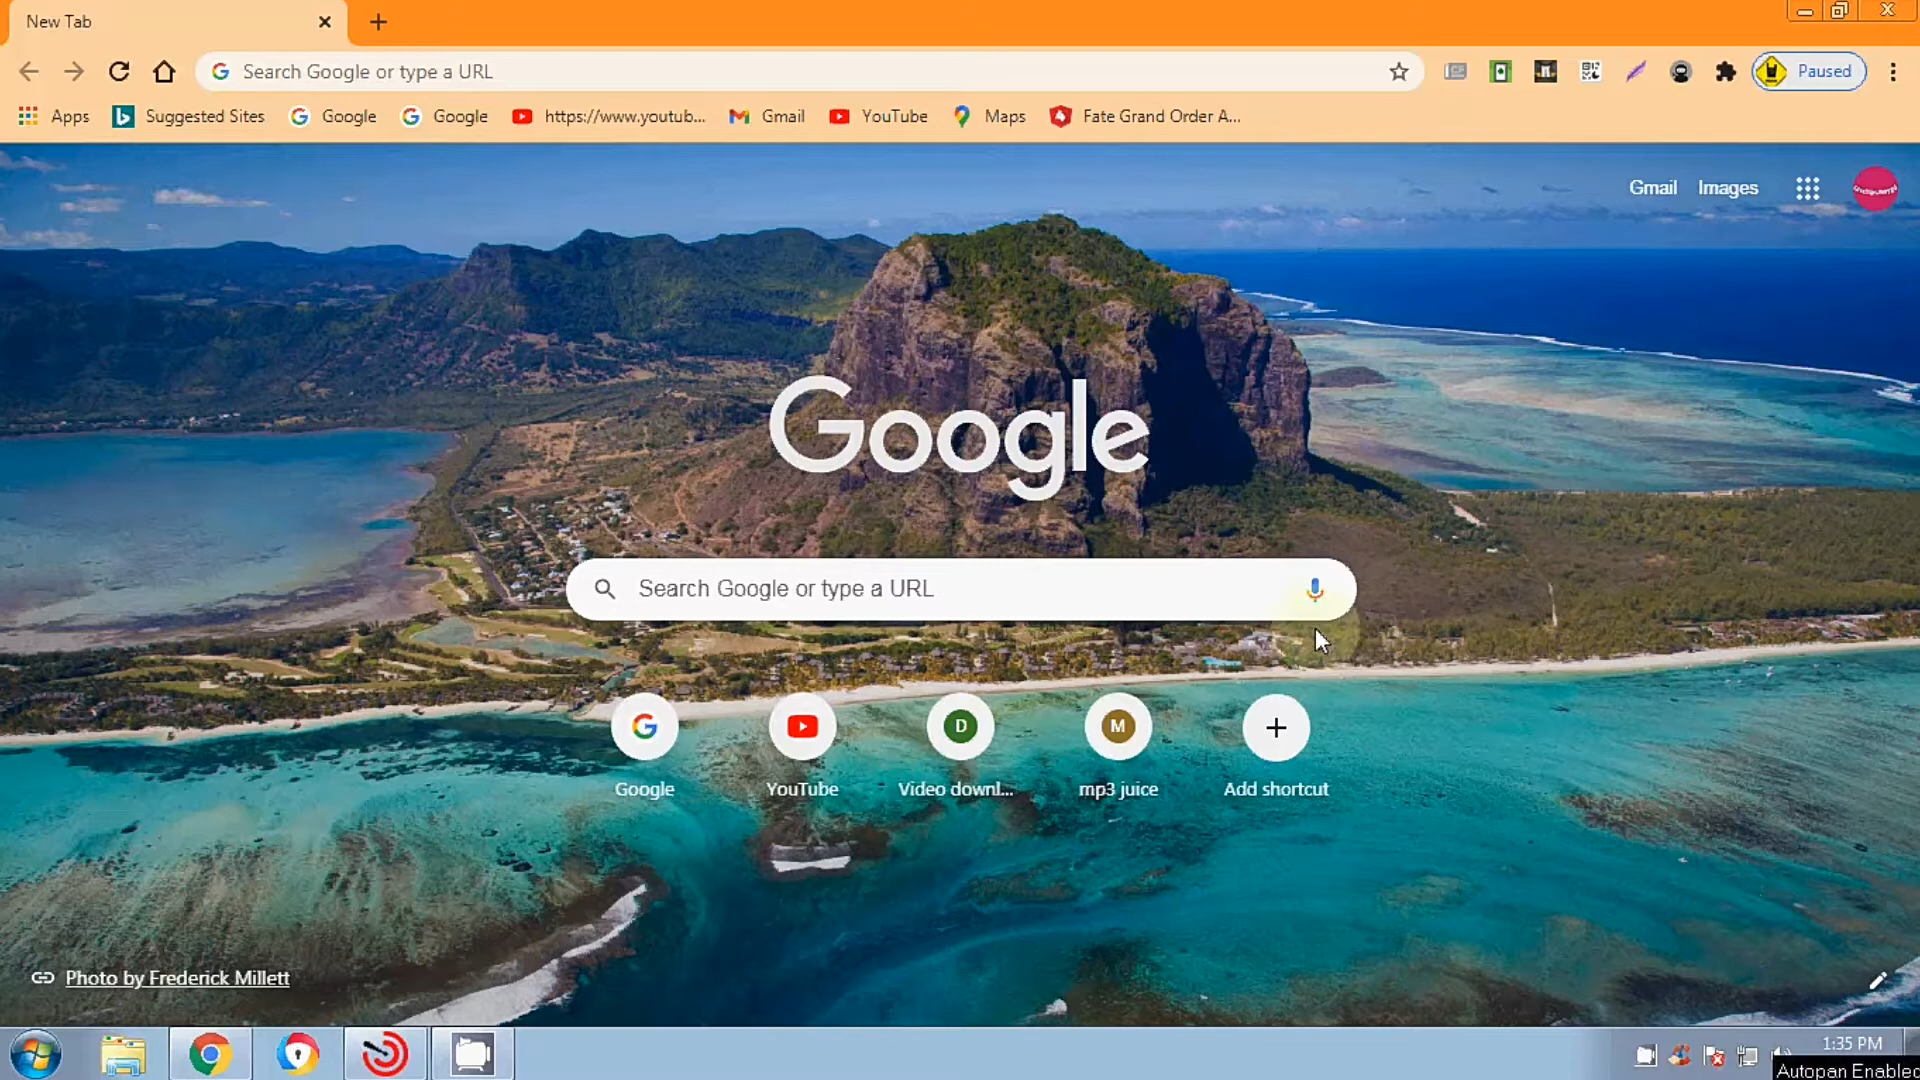 New Tab
Search Google or type a URL
Paused
Apps
Suggested Sites
Google
Google
https://www.youtub...
Gmail
YouTube
Maps
Fate Grand Order A...
Gmail
Images
Google
Search Google or type a URL
D
M
Google
YouTube
Video downl...
mp3 juice
Add shortcut
Photo by Frederick Millett
1:35 PM
Autopan Enabled